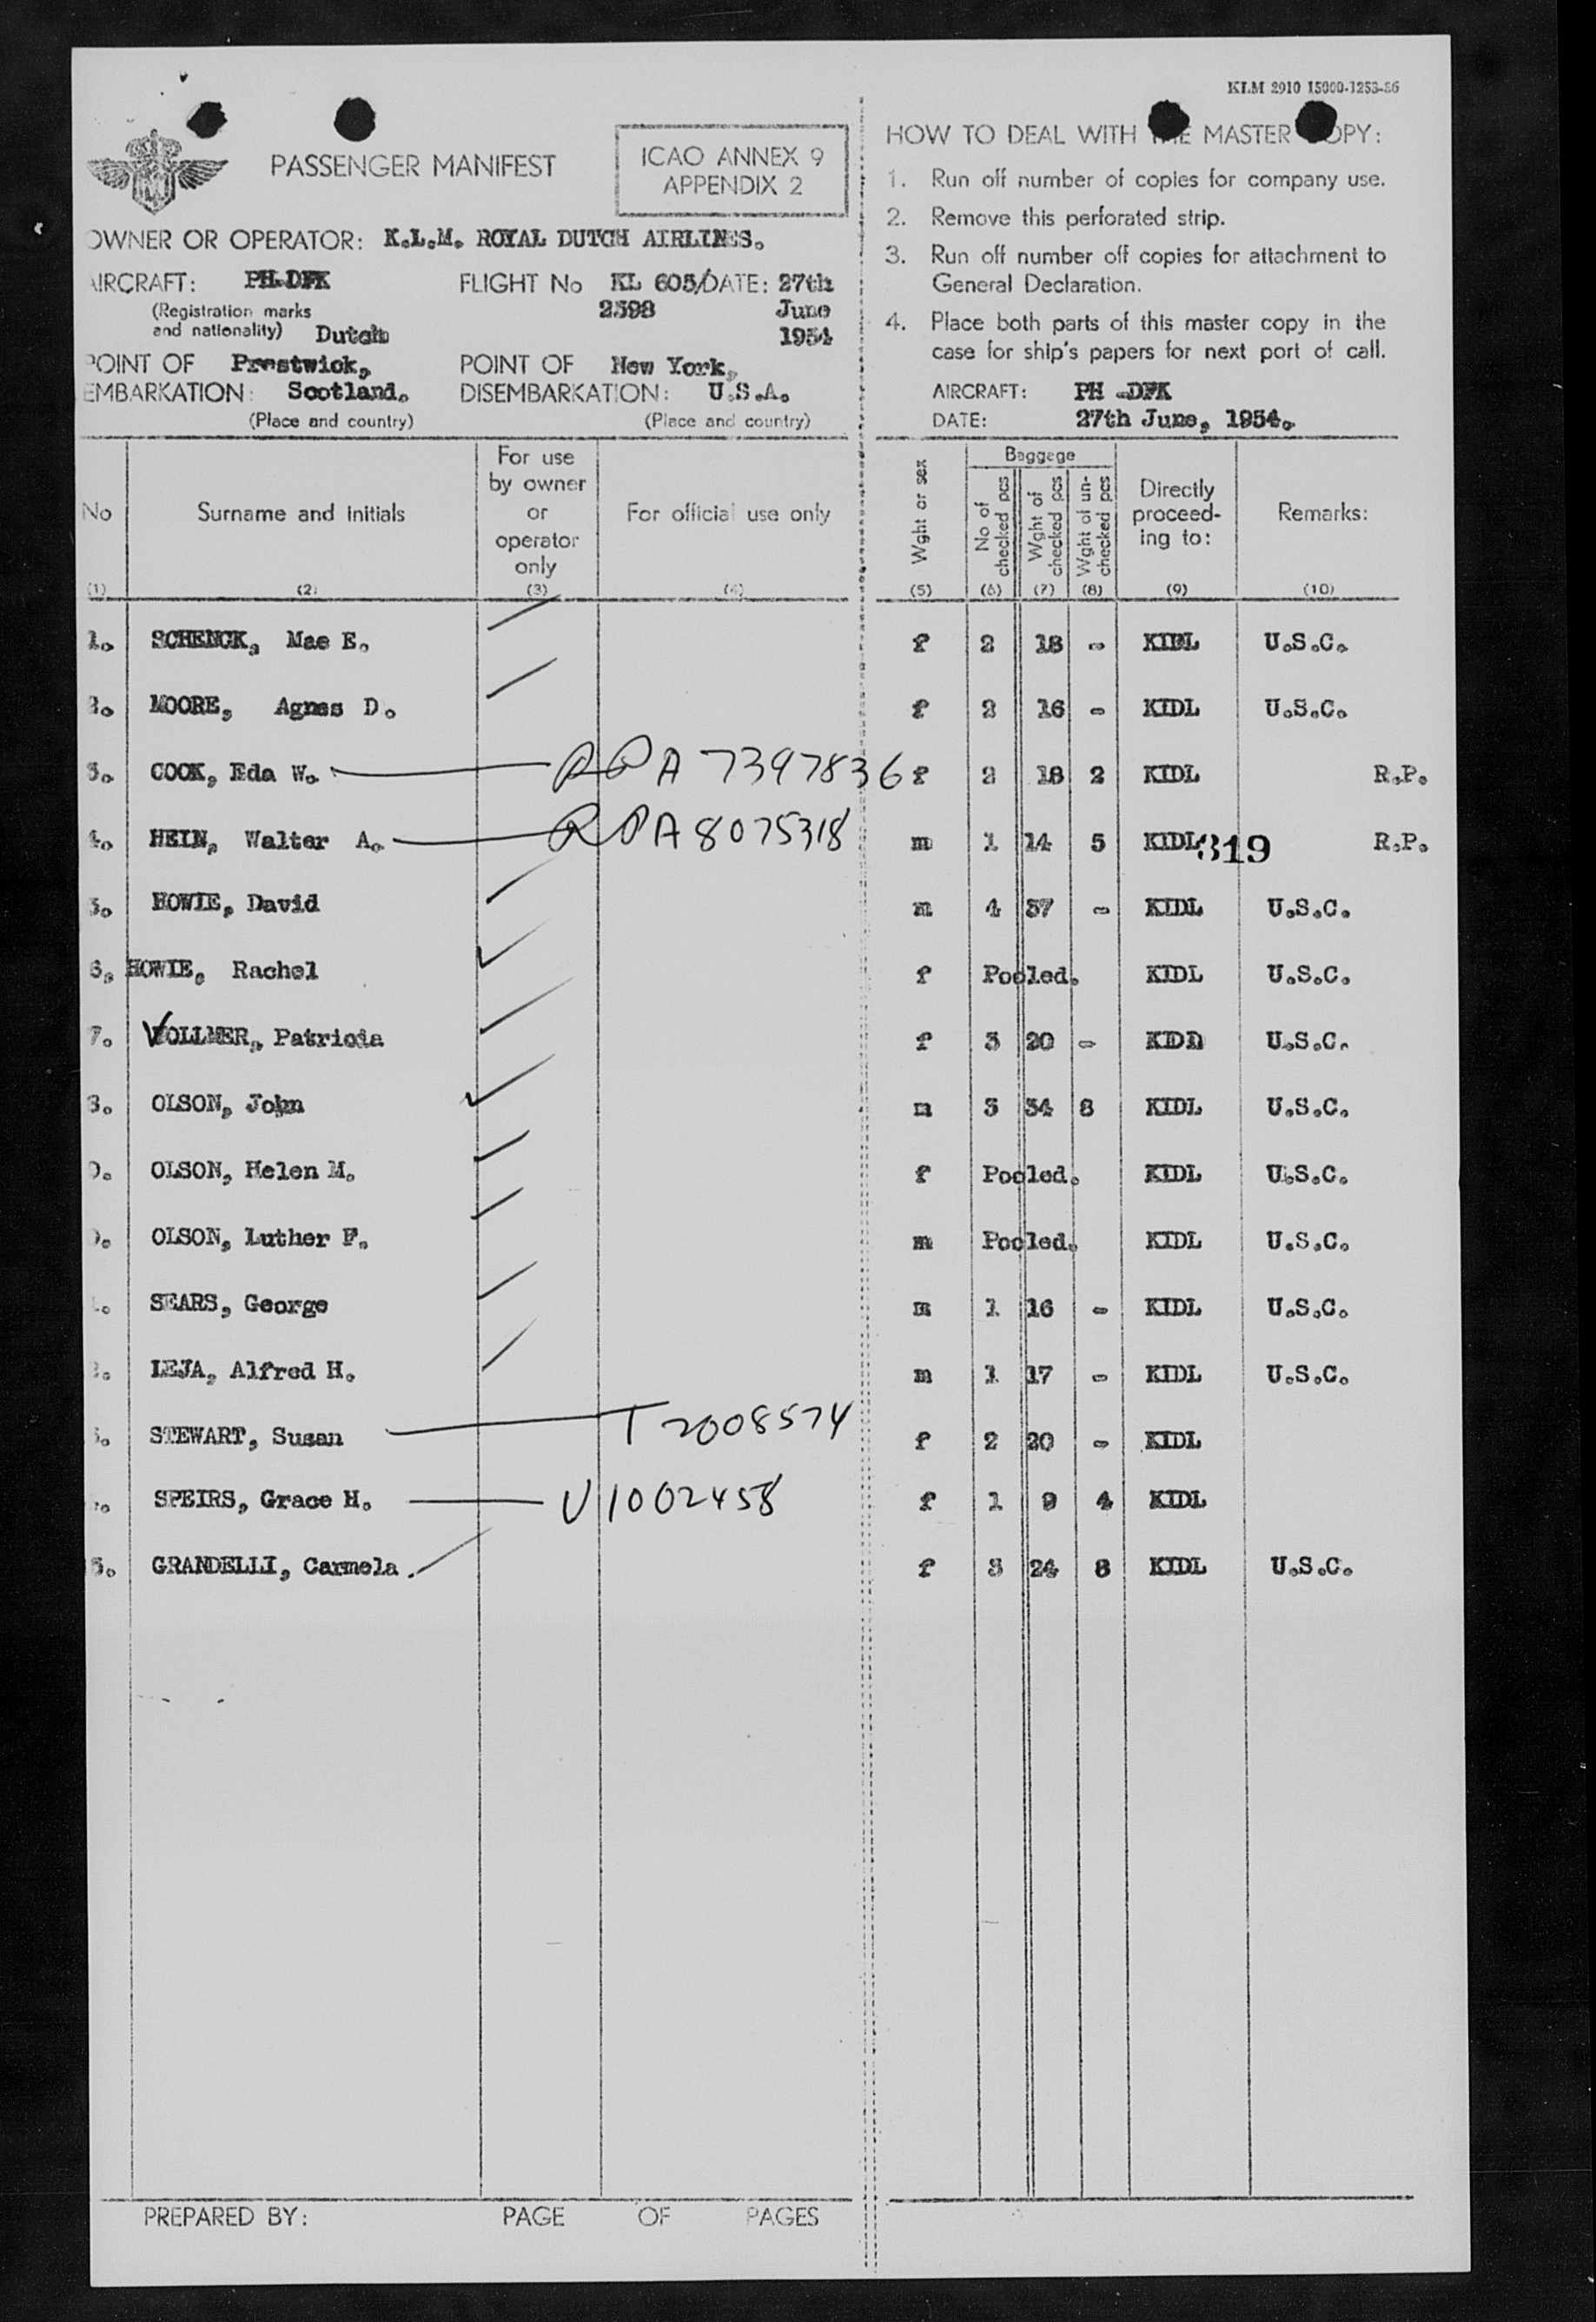 KLM 2910 15000-1253-56
PASSENGER MANIFEST
ICAO ANNEX 9
APPENDIX 2
OWNER OR OPERATOR: K.L.M. ROYAL DUTCH AIRLINES.
AIRCRAFT: PH-DFK FLIGHT No KL 605/ DATE: 27th
(Registration marks 2598 June
and nationality) Dutch 1954
POINT OF Prestwick, POINT OF New York,
EMBARKATION: Scotland. DISEMBARKATION: U.S.A.
(Place and country) (Place and country)
HOW TO DEAL WITH THE MASTER COPY:
1. Run off number of copies for company use.
2. Remove this perforated strip.
3. Run off number off copies for attachment to
General Declaration.
4. Place both parts of this master copy in the
case for ship's papers for next port of call.
AIRCRAFT: PH -DFK
DATE: 27th June, 1954.
No Surname and initials For use by owner or operator only For official use only Wght or sex Baggage No of checked pcs Wght of checked pcs Wght of un-checked pcs Directly proceed-ing to: Remarks:
(1) (2) (3) (4) (5) (6) (7) (8) (9) (10)
1. SCHENCK, Mae E. f 2 18 - KIDL U.S.C.
2. MOORE, Agnes D. f 2 16 - KIDL U.S.C.
3. COOK, Eda W. RP A 7397836 f 2 18 2 KIDL R.P.
4. HEIN, Walter A. RP A 8075318 m 1 14 5 KIDL 319 R.P.
5. HOWIE, David m 4 37 - KIDL U.S.C.
6. HOWIE, Rachel f Pooled. KIDL U.S.C.
7. VOLLMER, Patricia f 3 20 - KIDL U.S.C.
8. OLSON, John m 3 34 8 KIDL U.S.C.
9. OLSON, Helen M. f Pooled. KIDL U.S.C.
0. OLSON, Luther F. m Pooled. KIDL U.S.C.
SEARS, George m 1 16 - KIDL U.S.C.
LEJA, Alfred H. m 1 17 - KIDL U.S.C.
STEWART, Susan T 2008574 f 2 20 - KIDL
SPEIRS, Grace H. V1002458 f 1 9 4 KIDL
5. GRANDELLI, Carmela. f 3 24 8 KIDL U.S.C.
PREPARED BY: PAGE OF PAGES